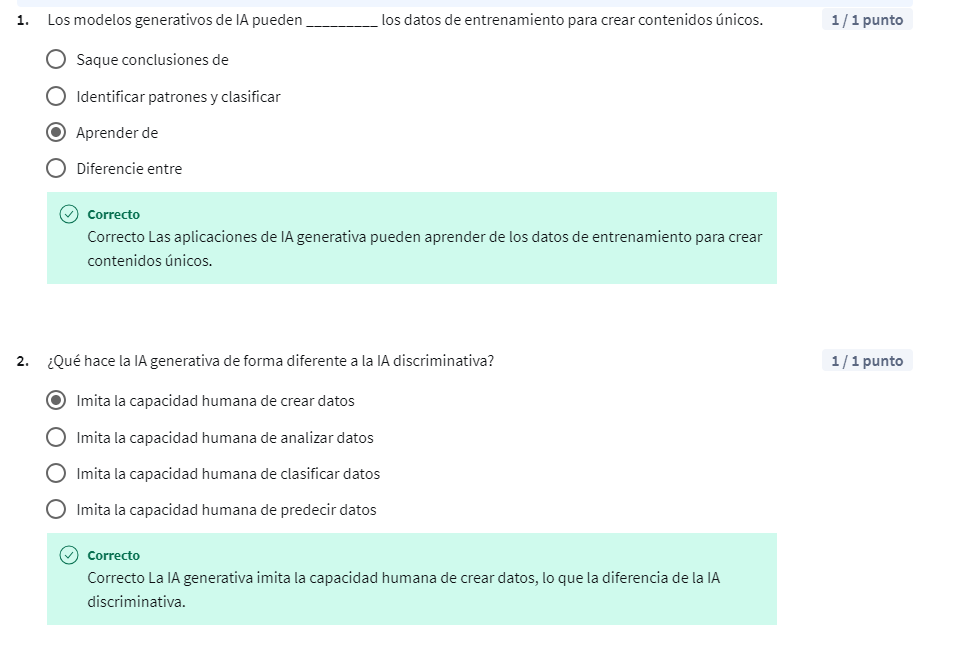 1. Los modelos generativos de IA pueden _________ los datos de entrenamiento para crear contenidos únicos. 1 / 1 punto
Saque conclusiones de
Identificar patrones y clasificar
Aprender de
Diferencie entre
Correcto
Correcto Las aplicaciones de IA generativa pueden aprender de los datos de entrenamiento para crear
contenidos únicos.
2. ¿Qué hace la IA generativa de forma diferente a la IA discriminativa? 1 / 1 punto
Imita la capacidad humana de crear datos
Imita la capacidad humana de analizar datos
Imita la capacidad humana de clasificar datos
Imita la capacidad humana de predecir datos
Correcto
Correcto La IA generativa imita la capacidad humana de crear datos, lo que la diferencia de la IA
discriminativa.